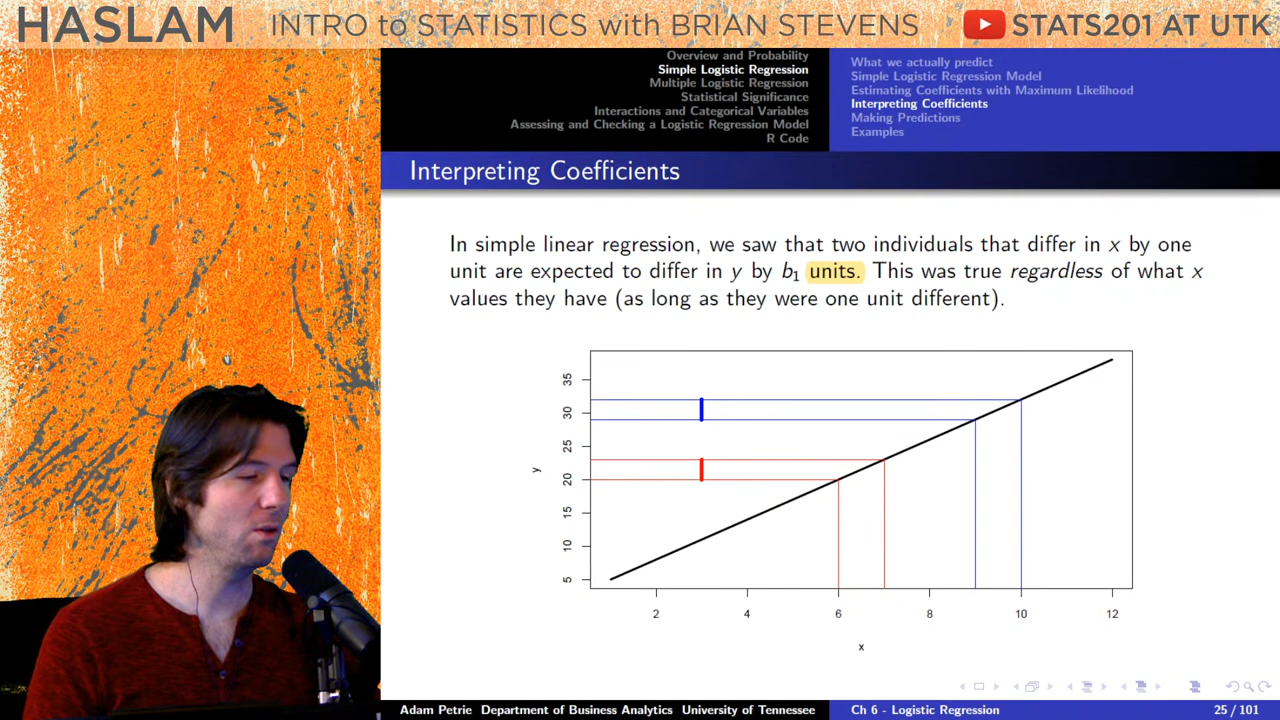 HASLAM INTRO to STATISTICS with BRIAN STEVENS STATS201 AT UTK
Overview and Probability
Simple Logistic Regression
Multiple Logistic Regression
Statistical Significance
Interactions and Categorical Variables
Assessing and Checking a Logistic Regression Model
R Code
What we actually predict
Simple Logistic Regression Model
Estimating Coefficients with Maximum Likelihood
Interpreting Coefficients
Making Predictions
Examples
Interpreting Coefficients
In simple linear regression, we saw that two individuals that differ in x by one
unit are expected to differ in y by b₁ units. This was true regardless of what x
values they have (as long as they were one unit different).
35
30
25
20
15
10
5
y
2 4 6 8 10 12
x
Adam Petrie Department of Business Analytics University of Tennessee Ch 6 - Logistic Regression 25 / 101